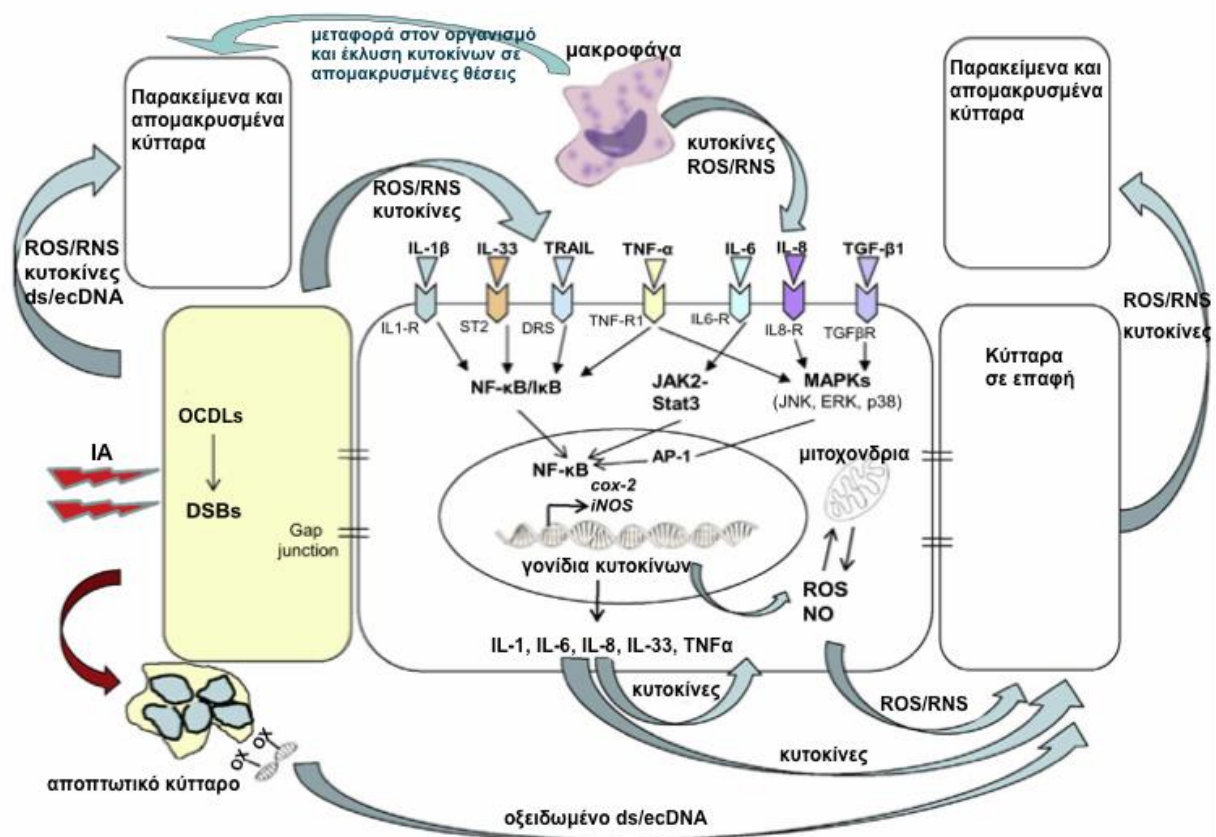 μεταφορά στον οργανισμό
και έκλυση κυτοκίνων σε
απομακρυσμένες θέσεις
μακροφάγα
Παρακείμενα και
απομακρυσμένα
κύτταρα
Παρακείμενα και
απομακρυσμένα
κύτταρα
κυτοκίνες
ROS/RNS
ROS/RNS
κυτοκίνες
ROS/RNS
κυτοκίνες
ds/ecDNA
IL-1β IL-33 TRAIL TNF-α IL-6 IL-8 TGF-β1
IL1-R ST2 DRS TNF-R1 IL6-R IL8-R TGFβR
ROS/RNS
κυτοκίνες
Κύτταρα
σε επαφή
NF-κB/IκB
JAK2-
Stat3
MAPKs
(JNK, ERK, p38)
OCDLs
DSBs
IA
Gap
junction
NF-κB
AP-1
cox-2
iNOS
μιτοχονδρια
γονίδια κυτοκίνων
ROS
NO
IL-1, IL-6, IL-8, IL-33, TNFα
κυτοκίνες
ROS/RNS
κυτοκίνες
OX
OX
αποπτωτικό κύτταρο
οξειδωμένο ds/ecDNA